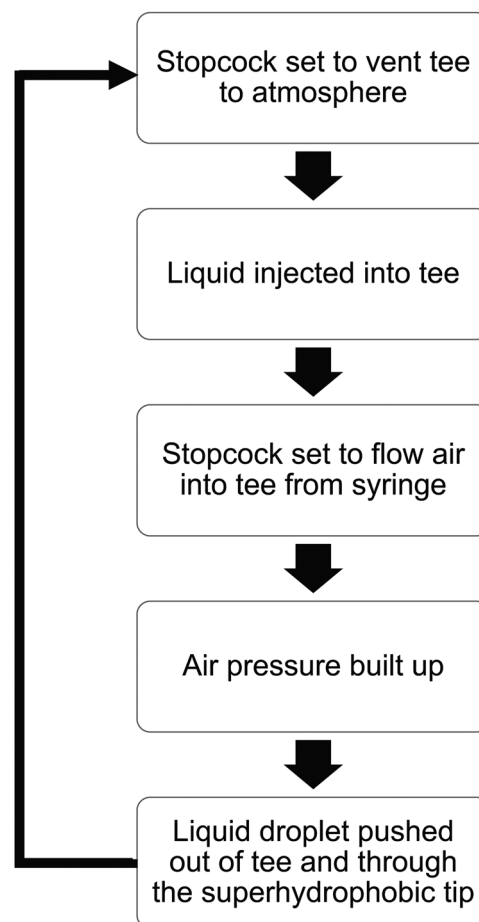 Stopcock set to vent tee
to atmosphere
Liquid injected into tee
Stopcock set to flow air
into tee from syringe
Air pressure built up
Liquid droplet pushed
out of tee and through
the superhydrophobic tip